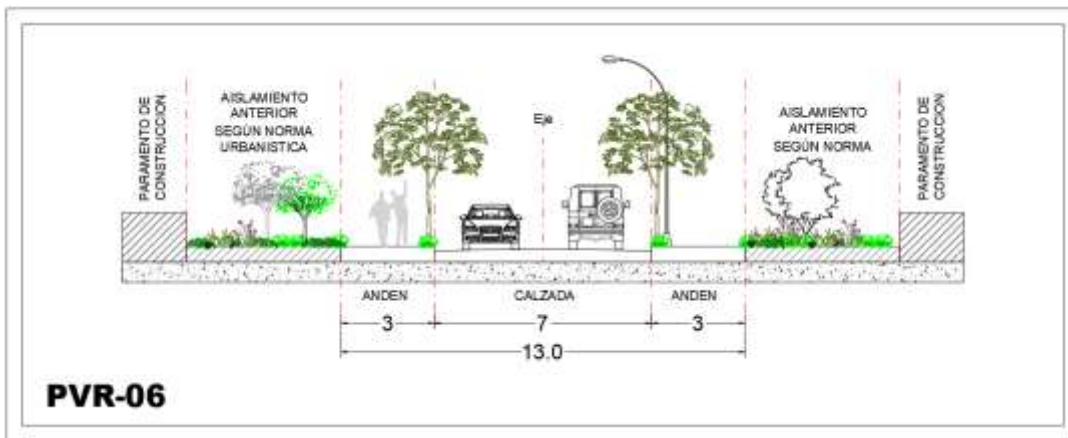 PARAMENTO DE
CONSTRUCCION
AISLAMIENTO
ANTERIOR
SEGÚN NORMA
URBANISTICA
Eje
AISLAMIENTO
ANTERIOR
SEGÚN NORMA
PARAMENTO DE
CONSTRUCCION
ANDEN
CALZADA
ANDEN
3
7
3
13.0
PVR-06